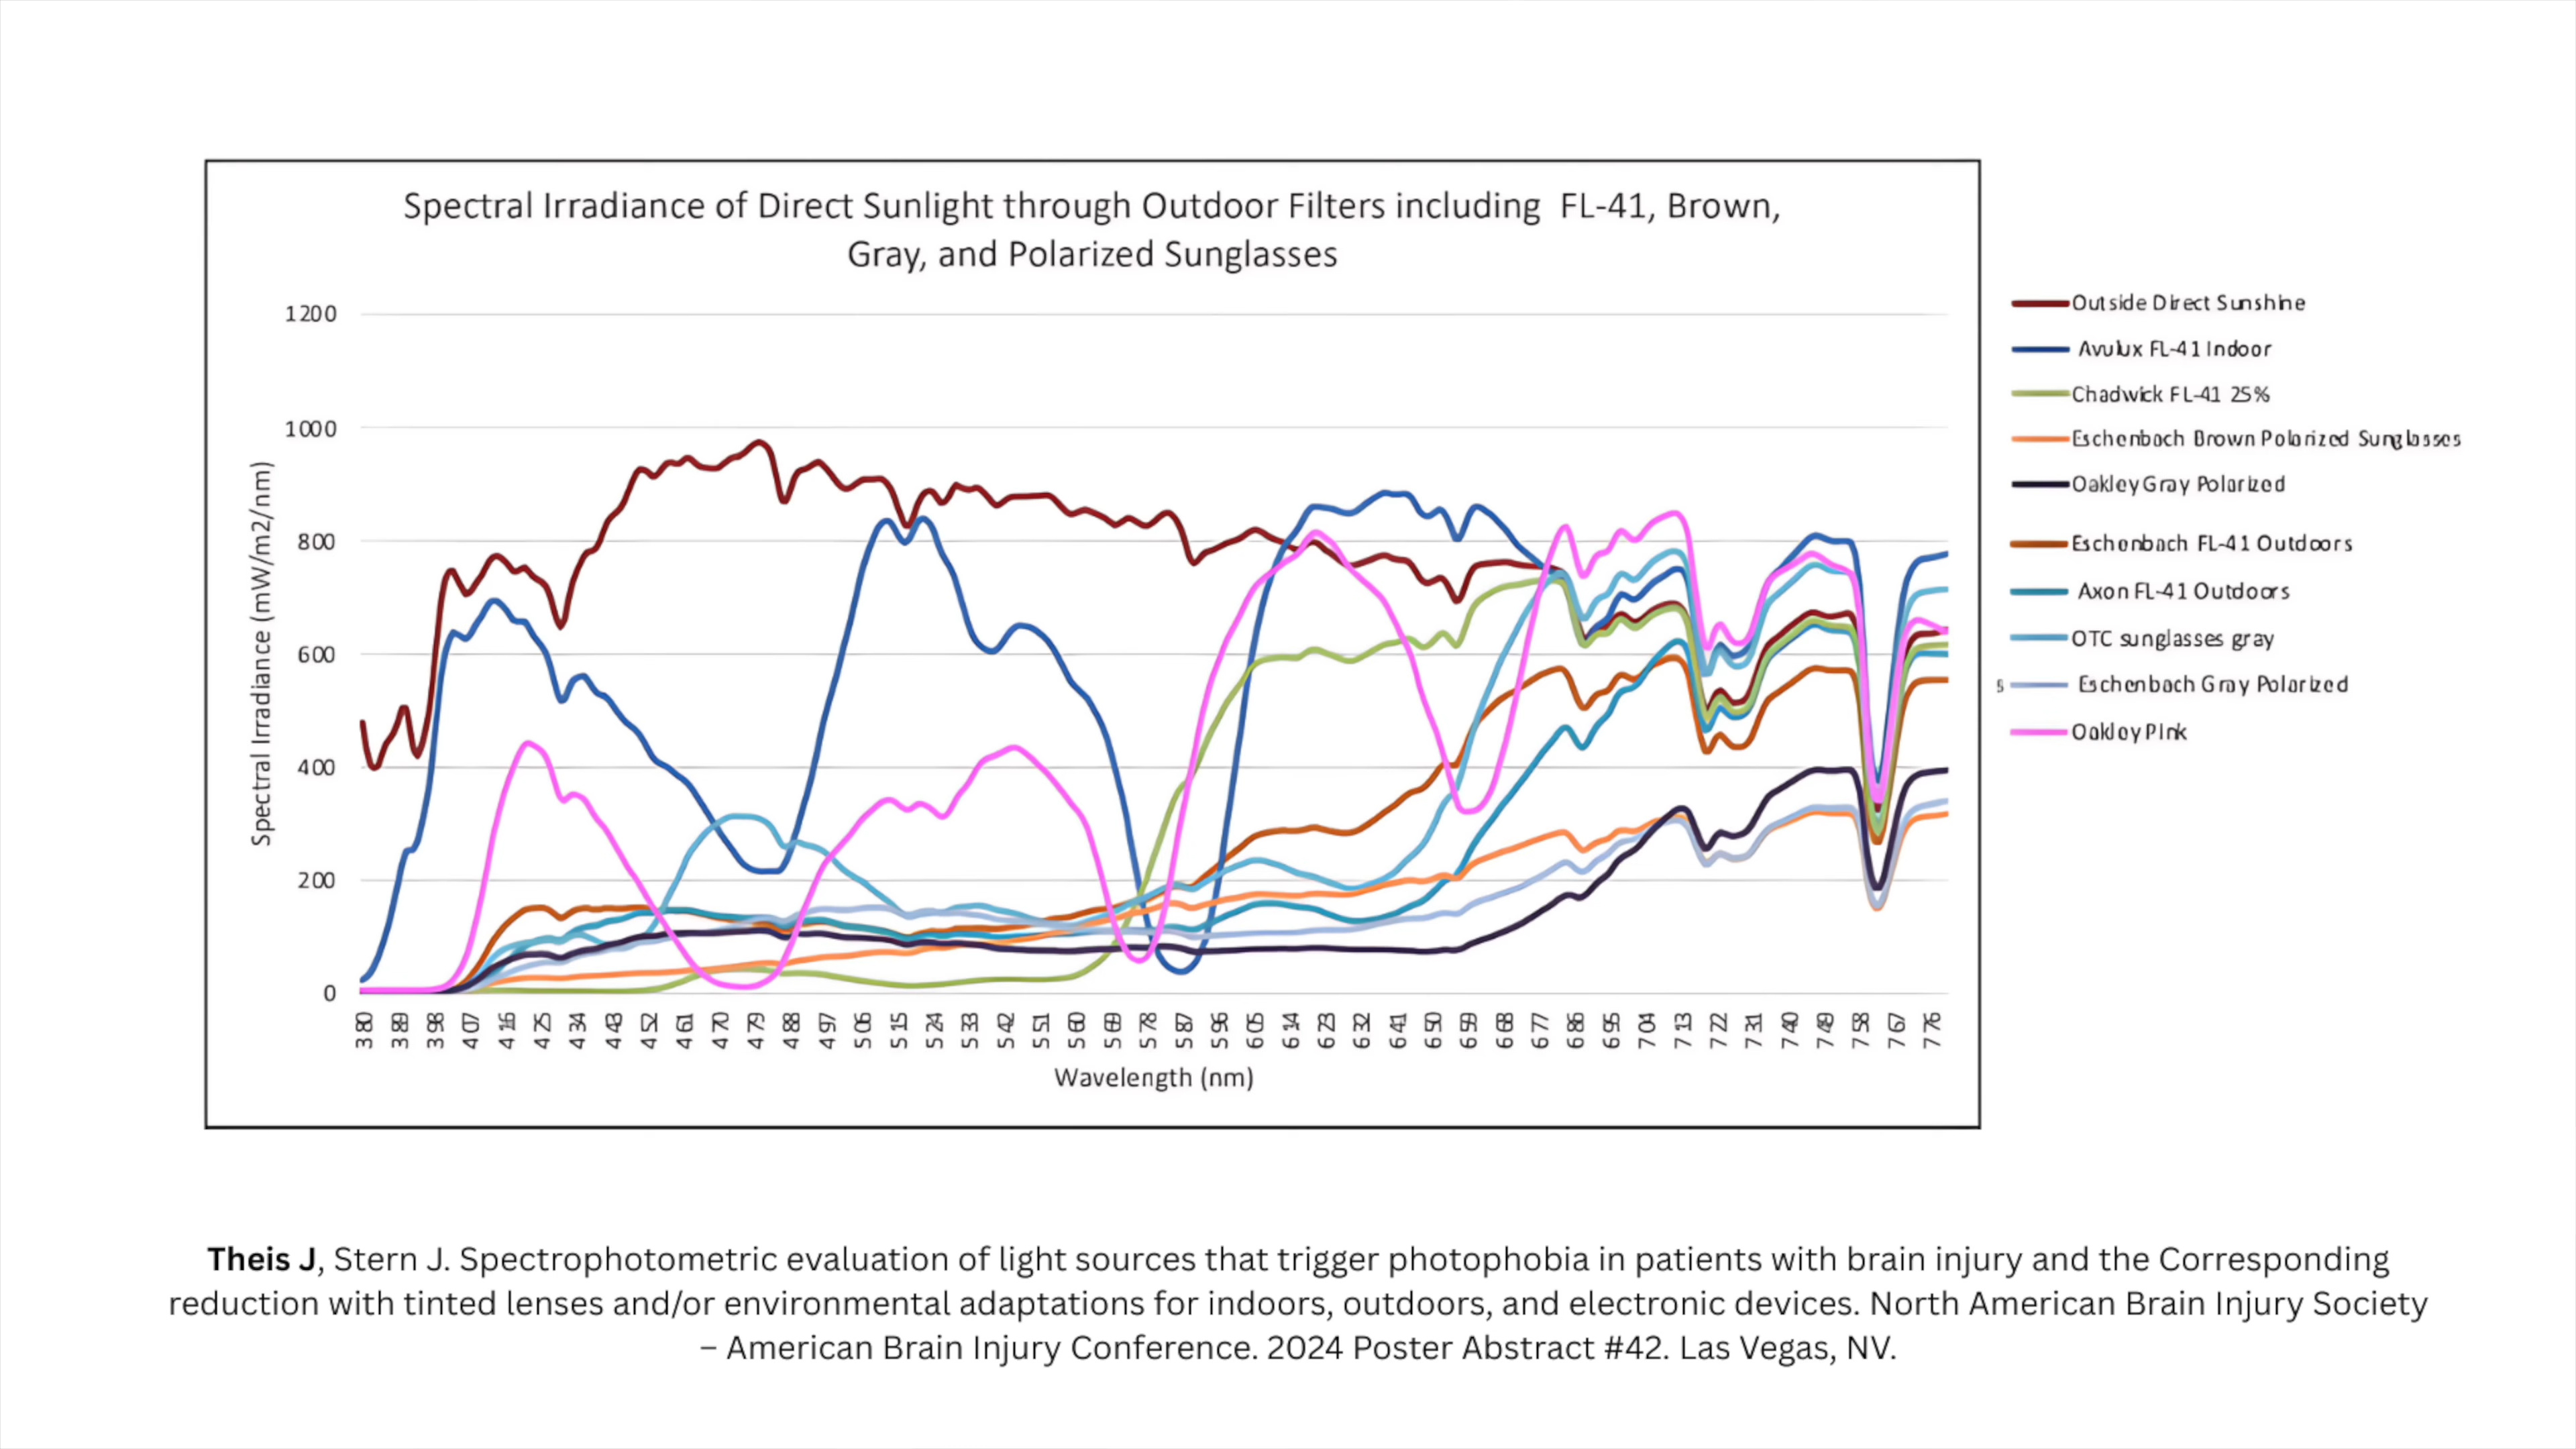 Spectral Irradiance of Direct Sunlight through Outdoor Filters including FL-41, Brown,
Gray, and Polarized Sunglasses
1200
1000
800
600
400
200
0
Spectral Irradiance (mW/m2/nm)
380 389 398 407 416 425 434 443 452 461 470 479 488 497 506 515 524 533 542 551 560 569 578 587 596 605 614 623 632 641 650 659 668 677 686 695 704 713 722 731 740 749 758 767 776
Wavelength (nm)
Outside Direct Sunshine
Avulux FL-41 Indoor
Chadwick FL-41 25%
Eschenbach Brown Polarized Sunglasses
Oakley Gray Polarized
Eschenbach FL-41 Outdoors
Axon FL-41 Outdoors
OTC sunglasses gray
s Eschenbach Gray Polarized
Oakley Pink
Theis J, Stern J. Spectrophotometric evaluation of light sources that trigger photophobia in patients with brain injury and the Corresponding
reduction with tinted lenses and/or environmental adaptations for indoors, outdoors, and electronic devices. North American Brain Injury Society
– American Brain Injury Conference. 2024 Poster Abstract #42. Las Vegas, NV.